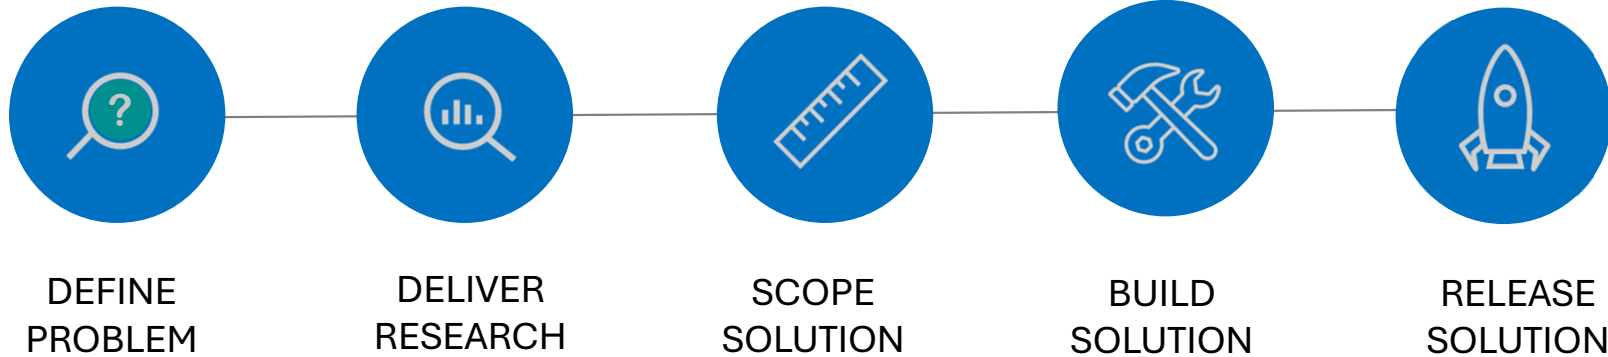 ?
DEFINE
PROBLEM
DELIVER
RESEARCH
SCOPE
SOLUTION
BUILD
SOLUTION
RELEASE
SOLUTION